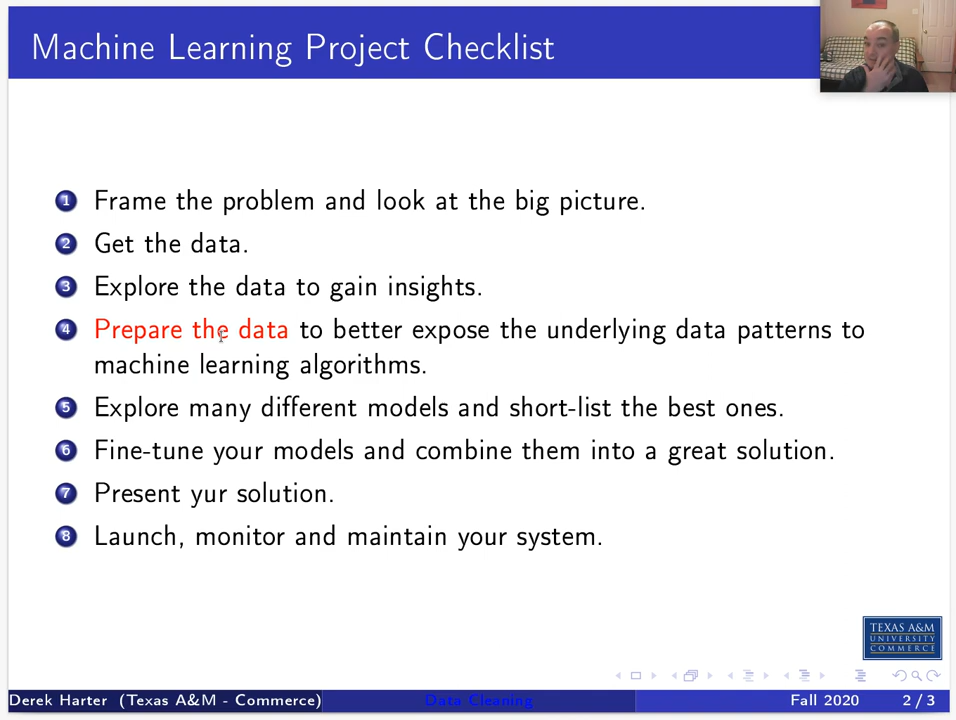 Machine Learning Project Checklist
1 Frame the problem and look at the big picture.
2 Get the data.
3 Explore the data to gain insights.
4 Prepare the data to better expose the underlying data patterns to
machine learning algorithms.
5 Explore many different models and short-list the best ones.
6 Fine-tune your models and combine them into a great solution.
7 Present yur solution.
8 Launch, monitor and maintain your system.
TEXAS A&M
UNIVERSITY
COMMERCE
Derek Harter (Texas A&M - Commerce) Data Cleaning Fall 2020 2 / 3